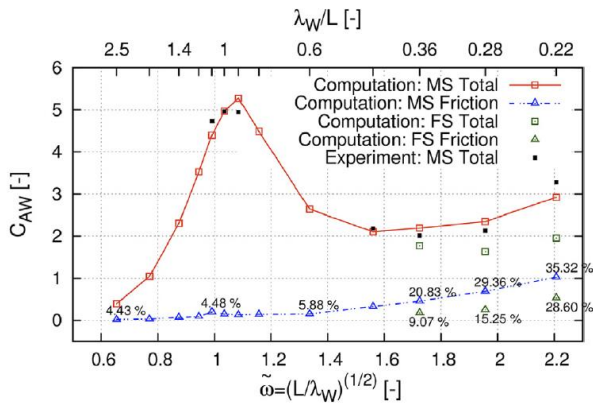 λ_W/L [-]
2.5 1.4 1 0.6 0.36 0.28 0.22
6
5
4
3
2
1
0
C_AW [-]
Computation: MS Total
Computation: MS Friction
Computation: FS Total
Computation: FS Friction
Experiment: MS Total
4.43 %
4.48 %
5.88 %
20.83 %
29.36 %
35.32 %
9.07 %
15.25 %
28.60 %
0.6 0.8 1 1.2 1.4 1.6 1.8 2 2.2
ω̃=(L/λ_W)^(1/2) [-]